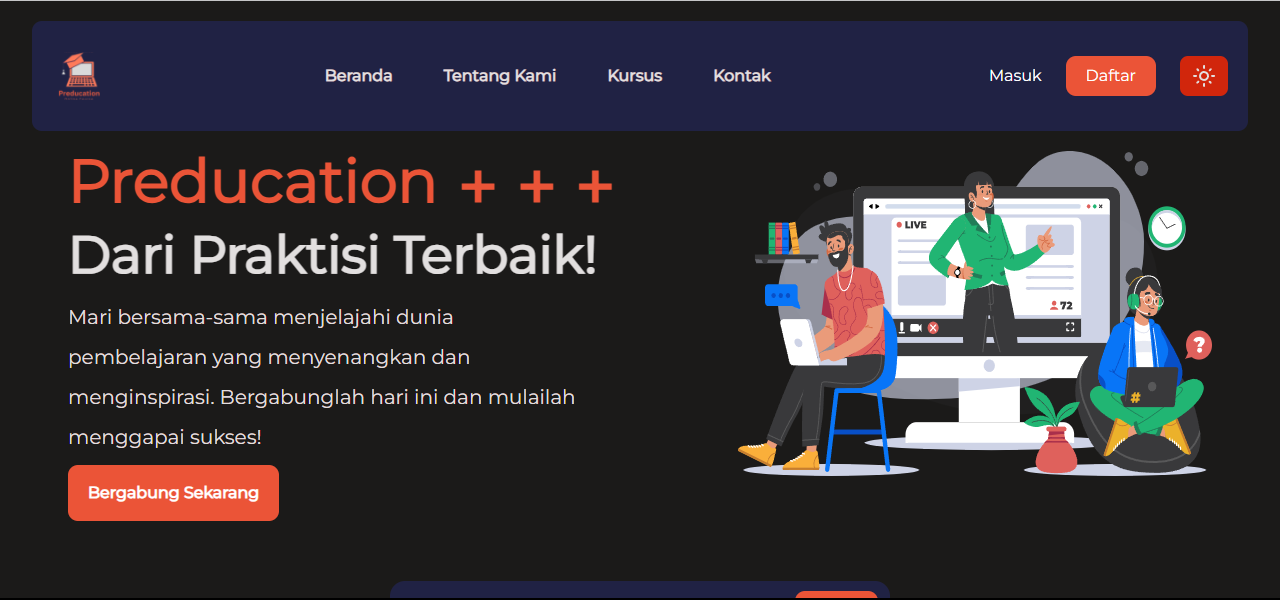 Preducation
Beranda
Tentang Kami
Kursus
Kontak
Masuk
Daftar
Preducation + + +
Dari Praktisi Terbaik!
Mari bersama-sama menjelajahi dunia
pembelajaran yang menyenangkan dan
menginspirasi. Bergabunglah hari ini dan mulailah
menggapai sukses!
Bergabung Sekarang
LIVE
72
?
#